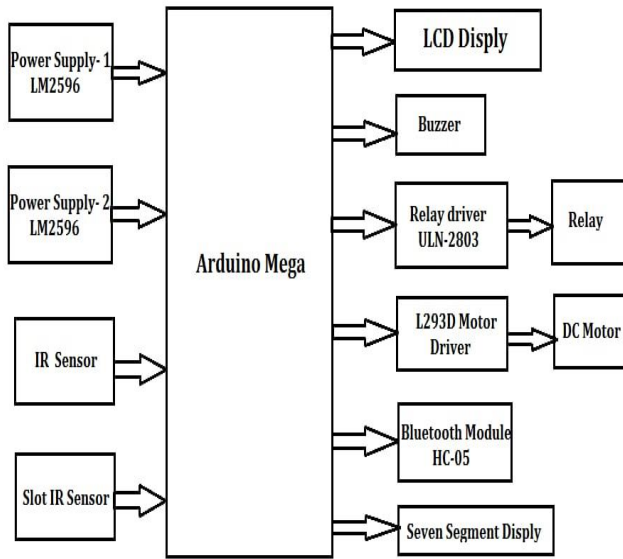 Power Supply- 1
LM2596
Power Supply- 2
LM2596
IR Sensor
Slot IR Sensor
Arduino Mega
LCD Disply
Buzzer
Relay driver
ULN-2803
Relay
L293D Motor
Driver
DC Motor
Bluetooth Module
HC-05
Seven Segment Disply